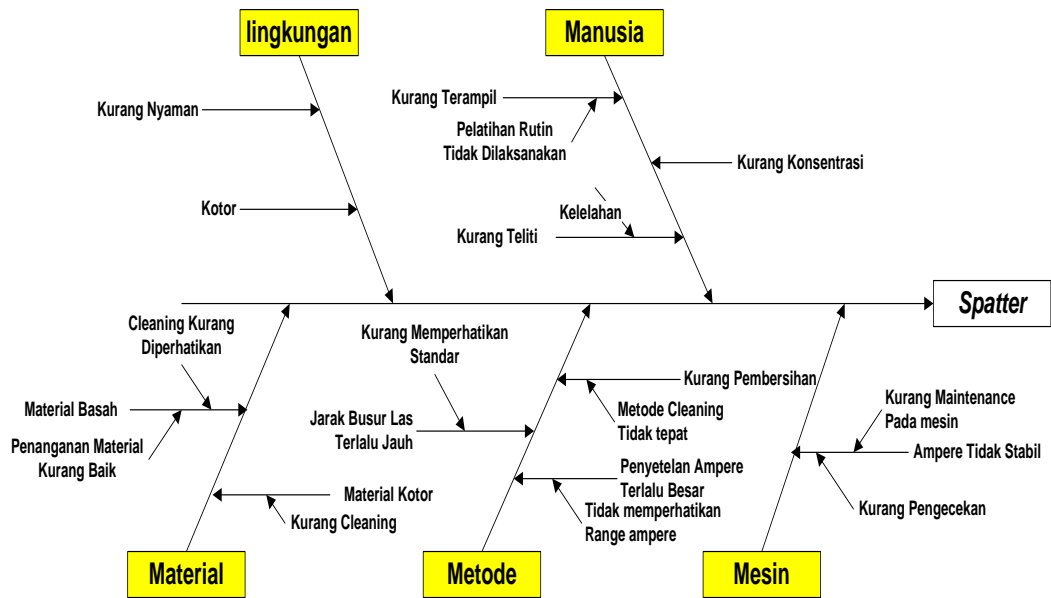 lingkungan
Manusia
Kurang Nyaman
Kurang Terampil
Pelatihan Rutin
Tidak Dilaksanakan
Kurang Konsentrasi
Kotor
Kelelahan
Kurang Teliti
Spatter
Cleaning Kurang
Diperhatikan
Material Basah
Penanganan Material
Kurang Baik
Material Kotor
Kurang Cleaning
Kurang Memperhatikan
Standar
Jarak Busur Las
Terlalu Jauh
Kurang Pembersihan
Metode Cleaning
Tidak tepat
Penyetelan Ampere
Terlalu Besar
Tidak memperhatikan
Range ampere
Kurang Maintenance
Pada mesin
Ampere Tidak Stabil
Kurang Pengecekan
Material
Metode
Mesin